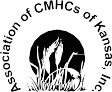 Association of CMHCs of Kansas, Inc.